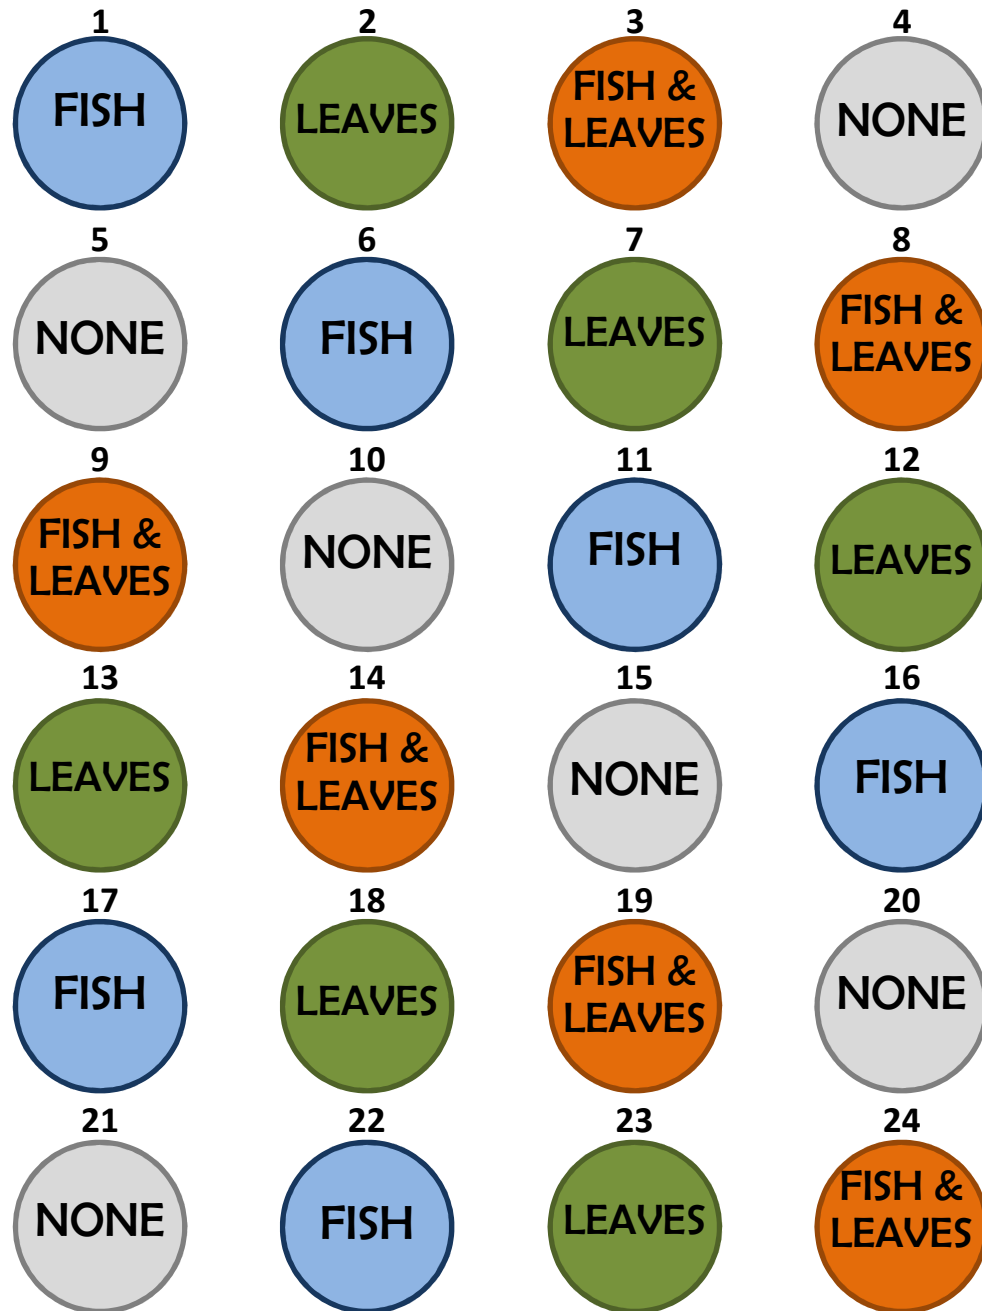 1 2 3 4
FISH LEAVES FISH & LEAVES NONE
5 6 7 8
NONE FISH LEAVES FISH & LEAVES
9 10 11 12
FISH & LEAVES NONE FISH LEAVES
13 14 15 16
LEAVES FISH & LEAVES NONE FISH
17 18 19 20
FISH LEAVES FISH & LEAVES NONE
21 22 23 24
NONE FISH LEAVES FISH & LEAVES